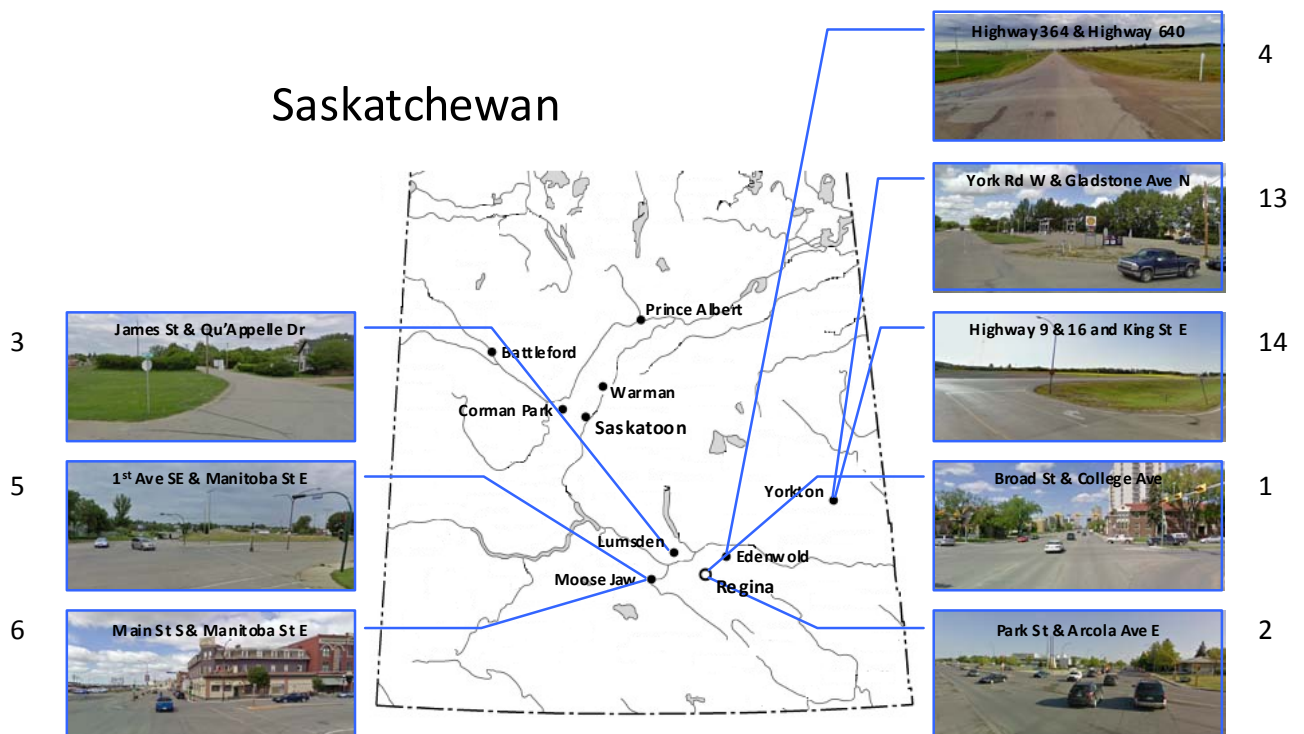 Saskatchewan
Highway 364 & Highway 640
4
York Rd W & Gladstone Ave N
13
Prince Albert
3
James St & Qu'Appelle Dr
Battleford
Highway 9 & 16 and King St E
14
Warman
Corman Park
Saskatoon
5
1st Ave SE & Manitoba St E
Yorkton
Broad St & College Ave
1
Lumsden
Edenwold
Moose Jaw
Regina
6
Main St S & Manitoba St E
Park St & Arcola Ave E
2